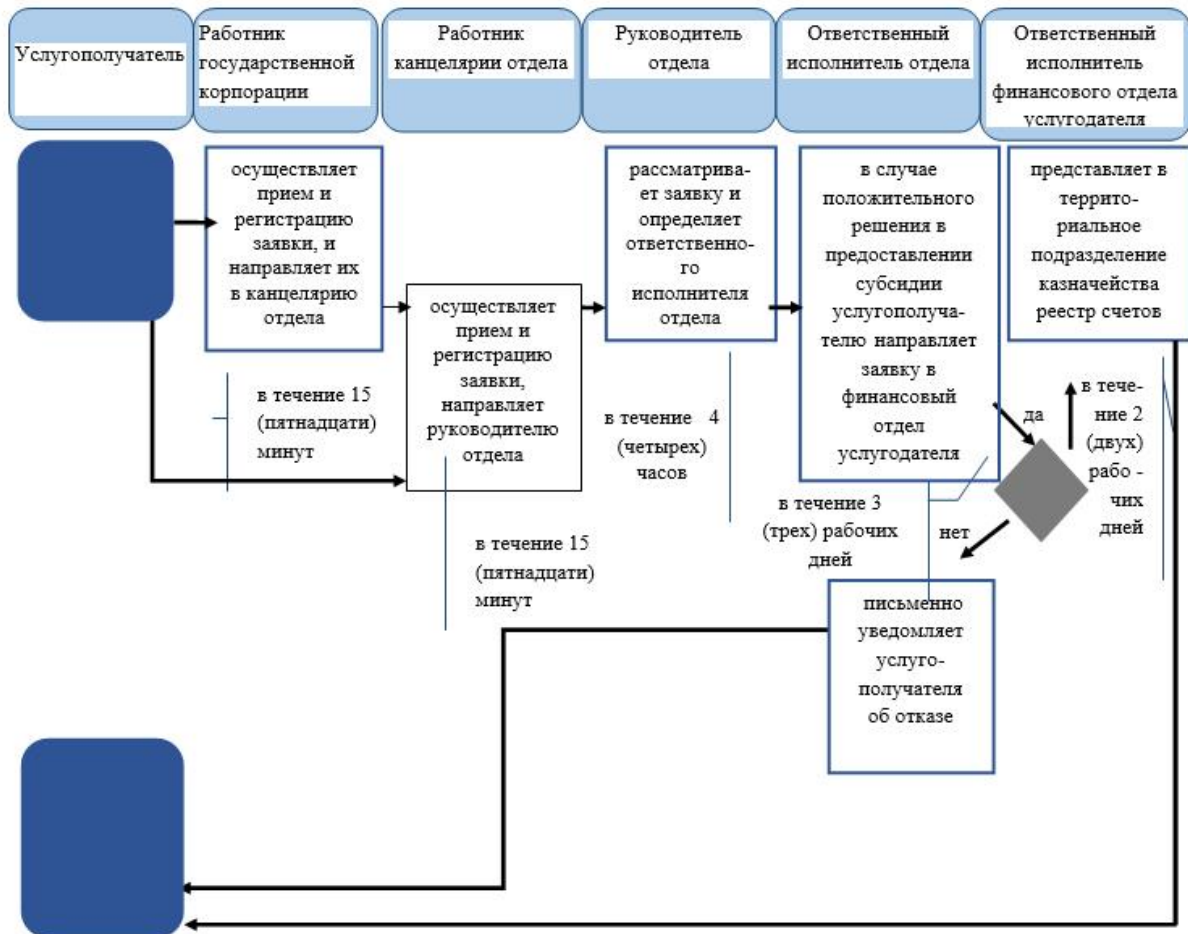 Услугополучатель
Работник
государственной
корпорации
Работник
канцелярии отдела
Руководитель
отдела
Ответственный
исполнитель отдела
Ответственный
исполнитель
финансового отдела
услугодателя
осуществляет
прием и
регистрацию
заявки, и
направляет их
в канцелярию
отдела
осуществляет
прием и
регистрацию
заявки,
направляет
руководителю
отдела
рассматрива-
ет заявку и
определяет
ответственно-
го
исполнителя
отдела
в случае
положительного
решения в
предоставлении
субсидии
услугополуча-
телю направляет
заявку в
финансовый
отдел
услугодателя
представляет в
террито-
риальное
подразделение
казначейства
реестр счетов
в течение 15
(пятнадцати)
минут
в течение 15
(пятнадцати)
минут
в течение 4
(четырех)
часов
в течение 3
(трех) рабочих
дней
да
нет
в тече-
ние 2
(двух)
рабо -
чих
дней
письменно
уведомляет
услуго-
получателя
об отказе